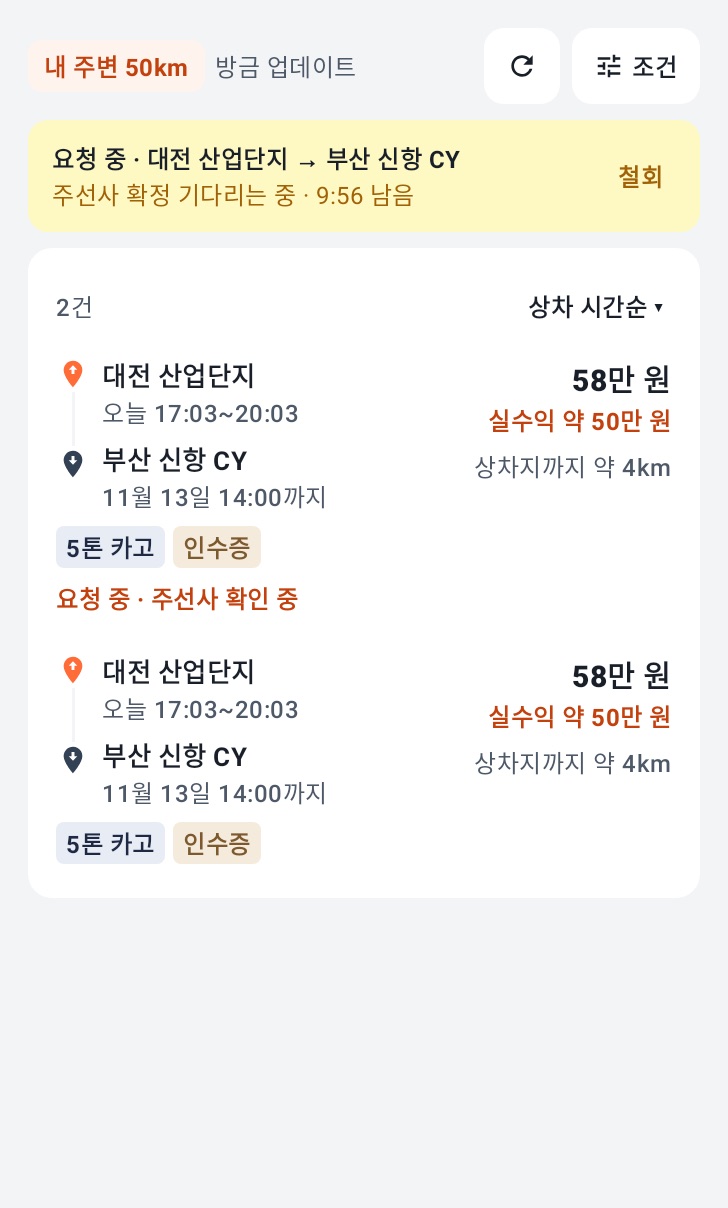 내 주변 50km 방금 업데이트 조건
요청 중 · 대전 산업단지 → 부산 신항 CY
주선사 확정 기다리는 중 · 9:56 남음
철회
2건 상차 시간순 ▾
대전 산업단지
오늘 17:03~20:03
부산 신항 CY
11월 13일 14:00까지
58만 원
실수익 약 50만 원
상차지까지 약 4km
5톤 카고 인수증
요청 중 · 주선사 확인 중
대전 산업단지
오늘 17:03~20:03
부산 신항 CY
11월 13일 14:00까지
58만 원
실수익 약 50만 원
상차지까지 약 4km
5톤 카고 인수증